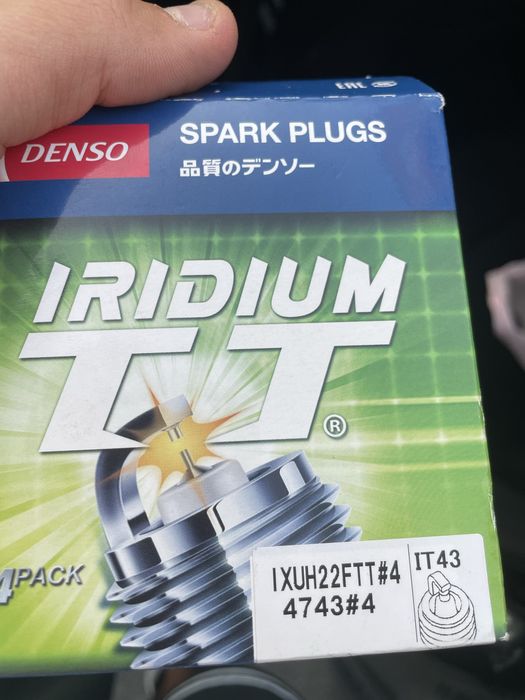 EAC
DENSO
SPARK PLUGS
品質のデンソー
IRIDIUM
TT®
4PACK
IXUH22FTT#4
4743#4
IT43